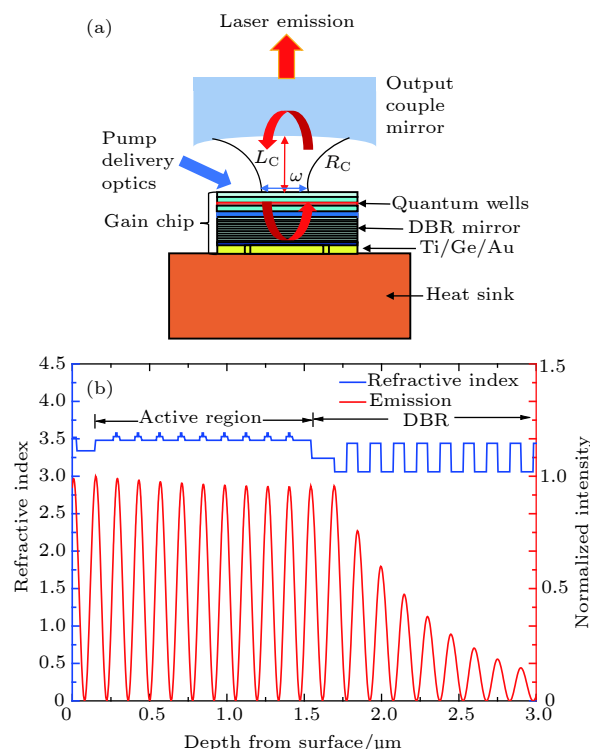 (a)
Laser emission
Output
couple
mirror
Pump
delivery
optics
L_C
R_C
ω
Gain chip
Quantum wells
DBR mirror
Ti/Ge/Au
Heat sink
(b)
Refractive index
Emission
Active region
DBR
4.5
4.0
3.5
3.0
2.5
2.0
1.5
1.0
0.5
0
Refractive index
1.5
1.0
0.5
0
Normalized intensity
0
0.5
1.0
1.5
2.0
2.5
3.0
Depth from surface/μm